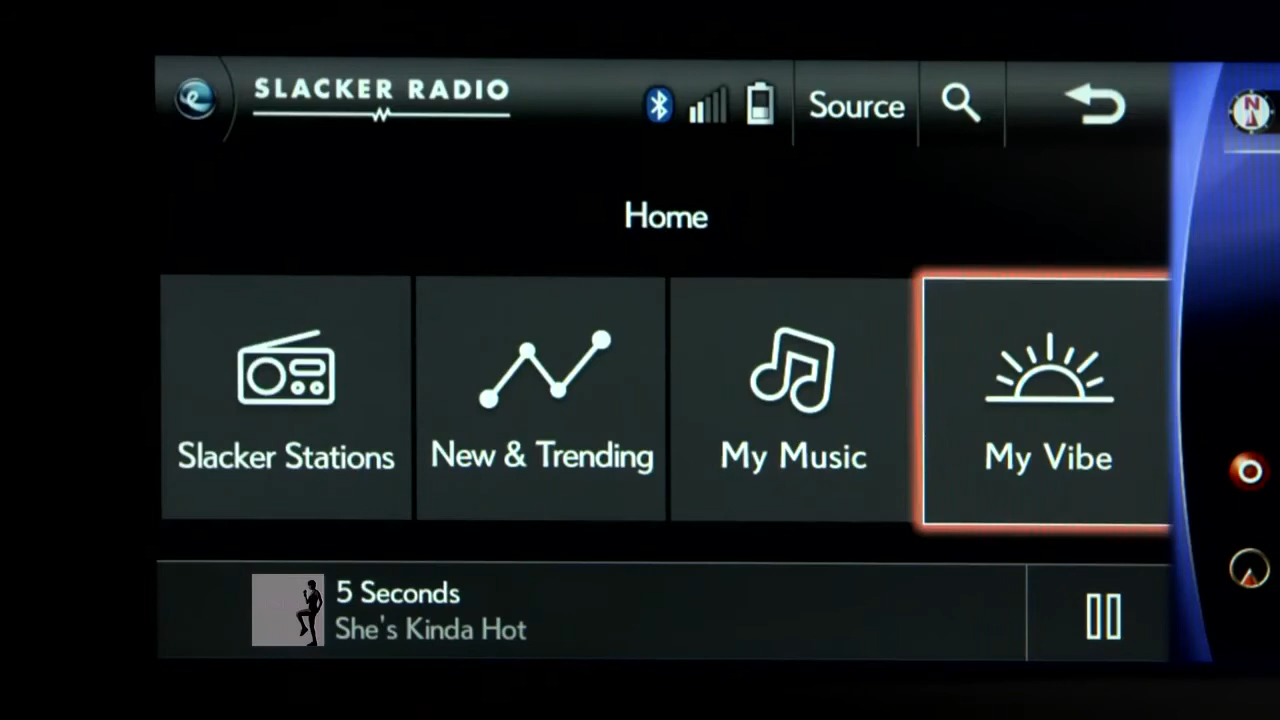 SLACKER RADIO
Source
N
Home
Slacker Stations
New & Trending
My Music
My Vibe
5 Seconds
She's Kinda Hot